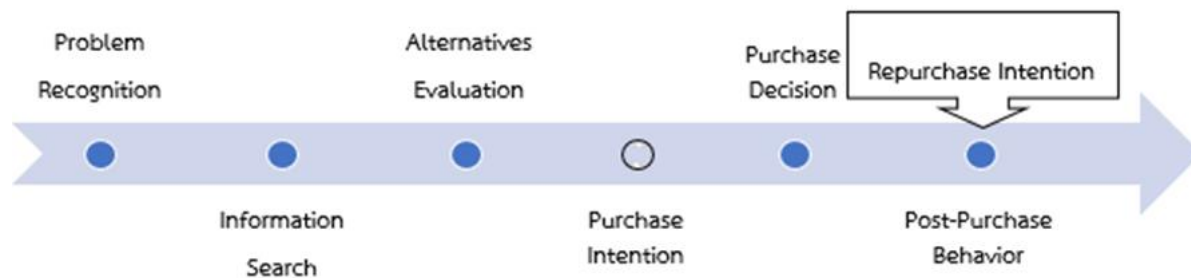 Problem
Recognition
Alternatives
Evaluation
Purchase
Decision
Repurchase Intention
Information
Search
Purchase
Intention
Post-Purchase
Behavior